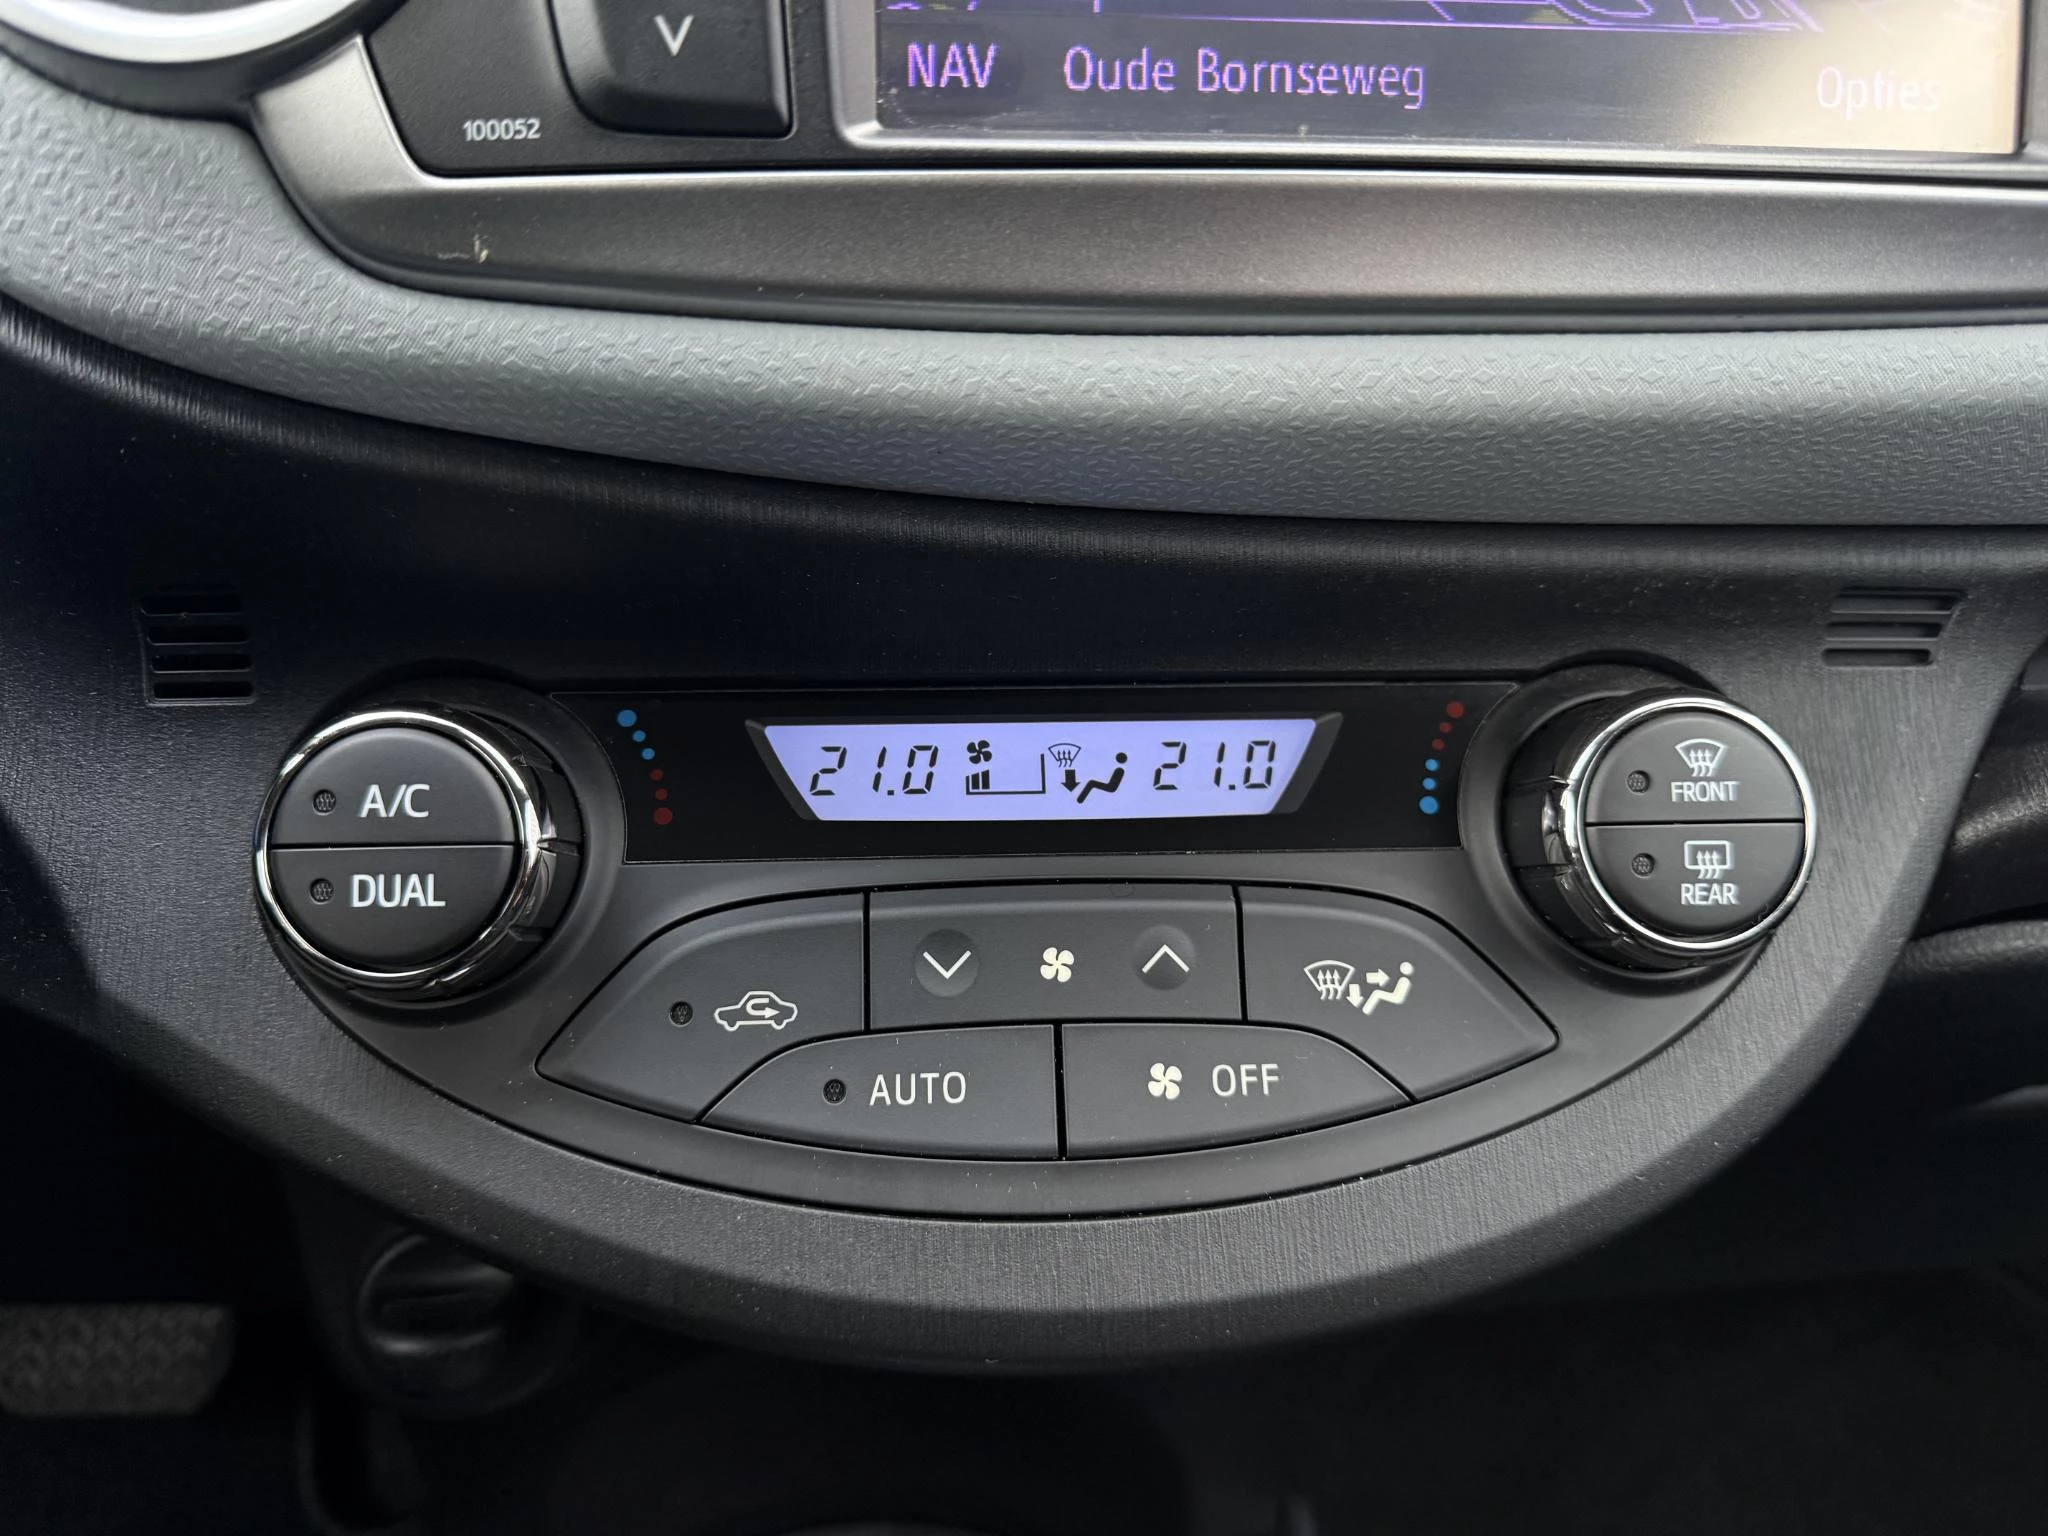 NAV Oude Bornseweg Opties
100052
21.0 21.0
A/C
DUAL
FRONT
REAR
AUTO
OFF